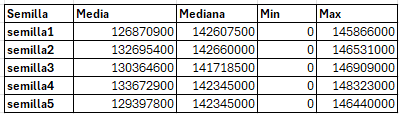 Semilla Media Mediana Min Max
semilla1 126870900 142607500 0 145866000
semilla2 132695400 142660000 0 146531000
semilla3 130364600 141718500 0 146909000
semilla4 133672900 142345000 0 148323000
semilla5 129397800 142345000 0 146440000